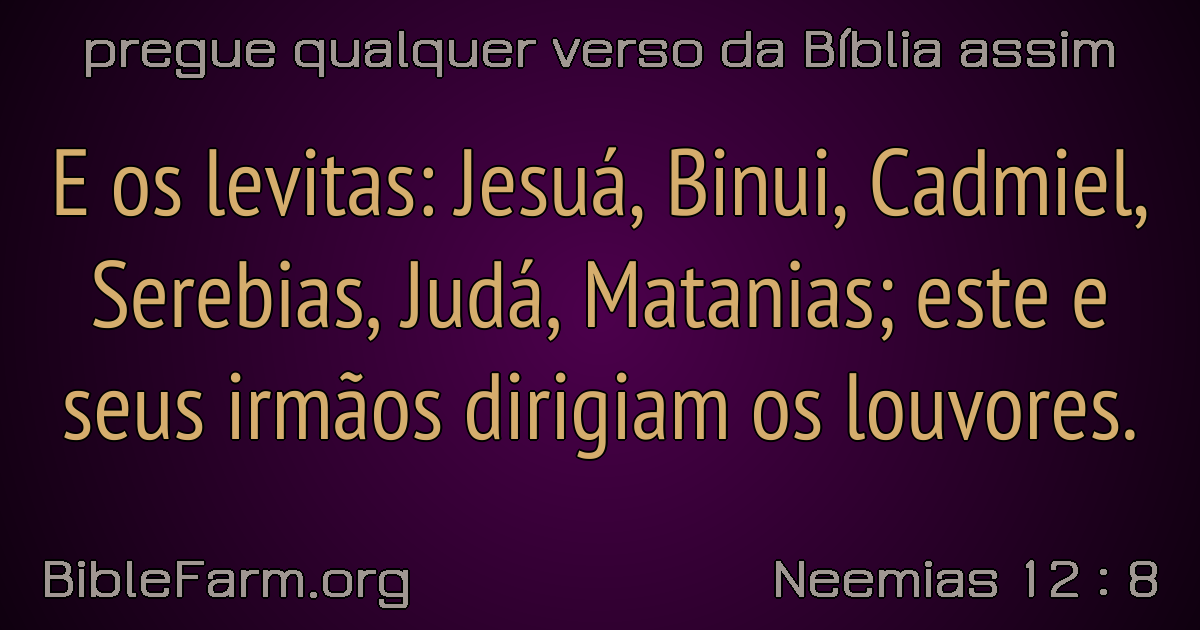 pregue qualquer verso da Bíblia assim
E os levitas: Jesuá, Binui, Cadmiel,
Serebias, Judá, Matanias; este e
seus irmãos dirigiam os louvores.
BibleFarm.org
Neemias 12 : 8